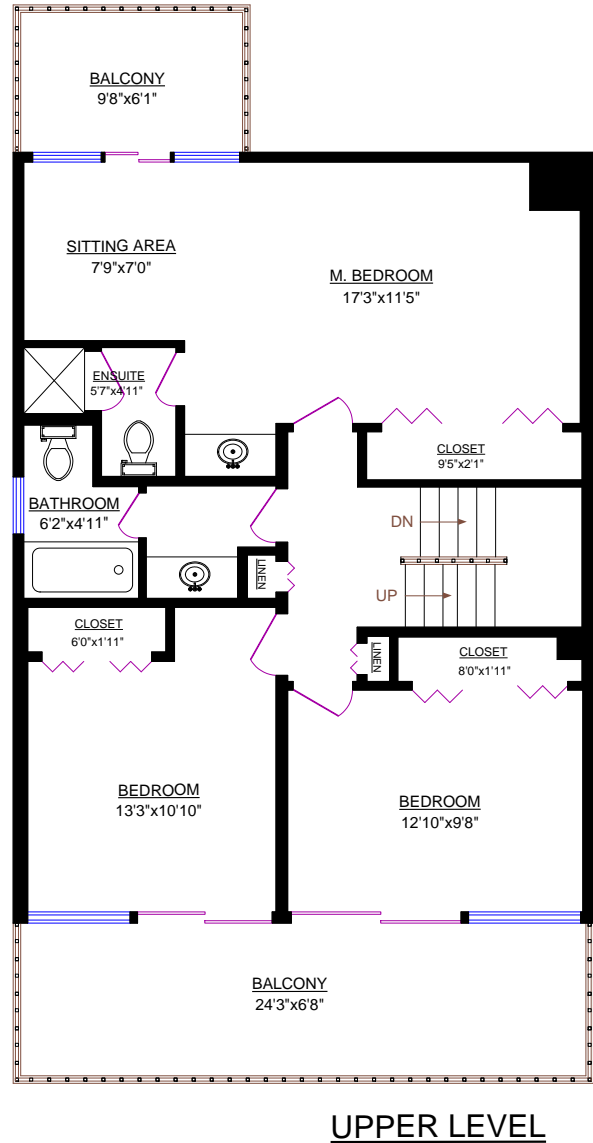 BALCONY
9'8"x6'1"
SITTING AREA
7'9"x7'0"
M. BEDROOM
17'3"x11'5"
ENSUITE
5'7"x4'11"
CLOSET
9'5"x2'1"
BATHROOM
6'2"x4'11"
DN
LINEN
UP
CLOSET
6'0"x1'11"
LINEN
CLOSET
8'0"x1'11"
BEDROOM
13'3"x10'10"
BEDROOM
12'10"x9'8"
BALCONY
24'3"x6'8"
UPPER LEVEL